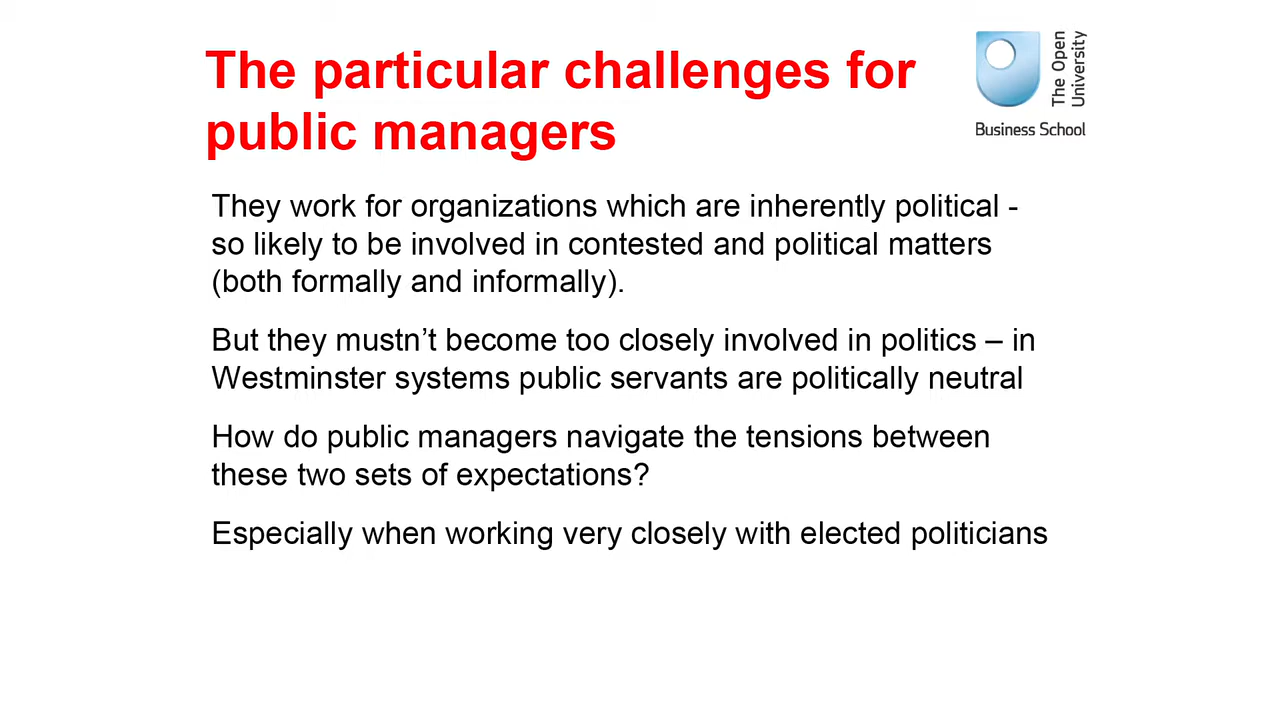 The particular challenges for
public managers
The Open
University
Business School
They work for organizations which are inherently political -
so likely to be involved in contested and political matters
(both formally and informally).
But they mustn’t become too closely involved in politics – in
Westminster systems public servants are politically neutral
How do public managers navigate the tensions between
these two sets of expectations?
Especially when working very closely with elected politicians